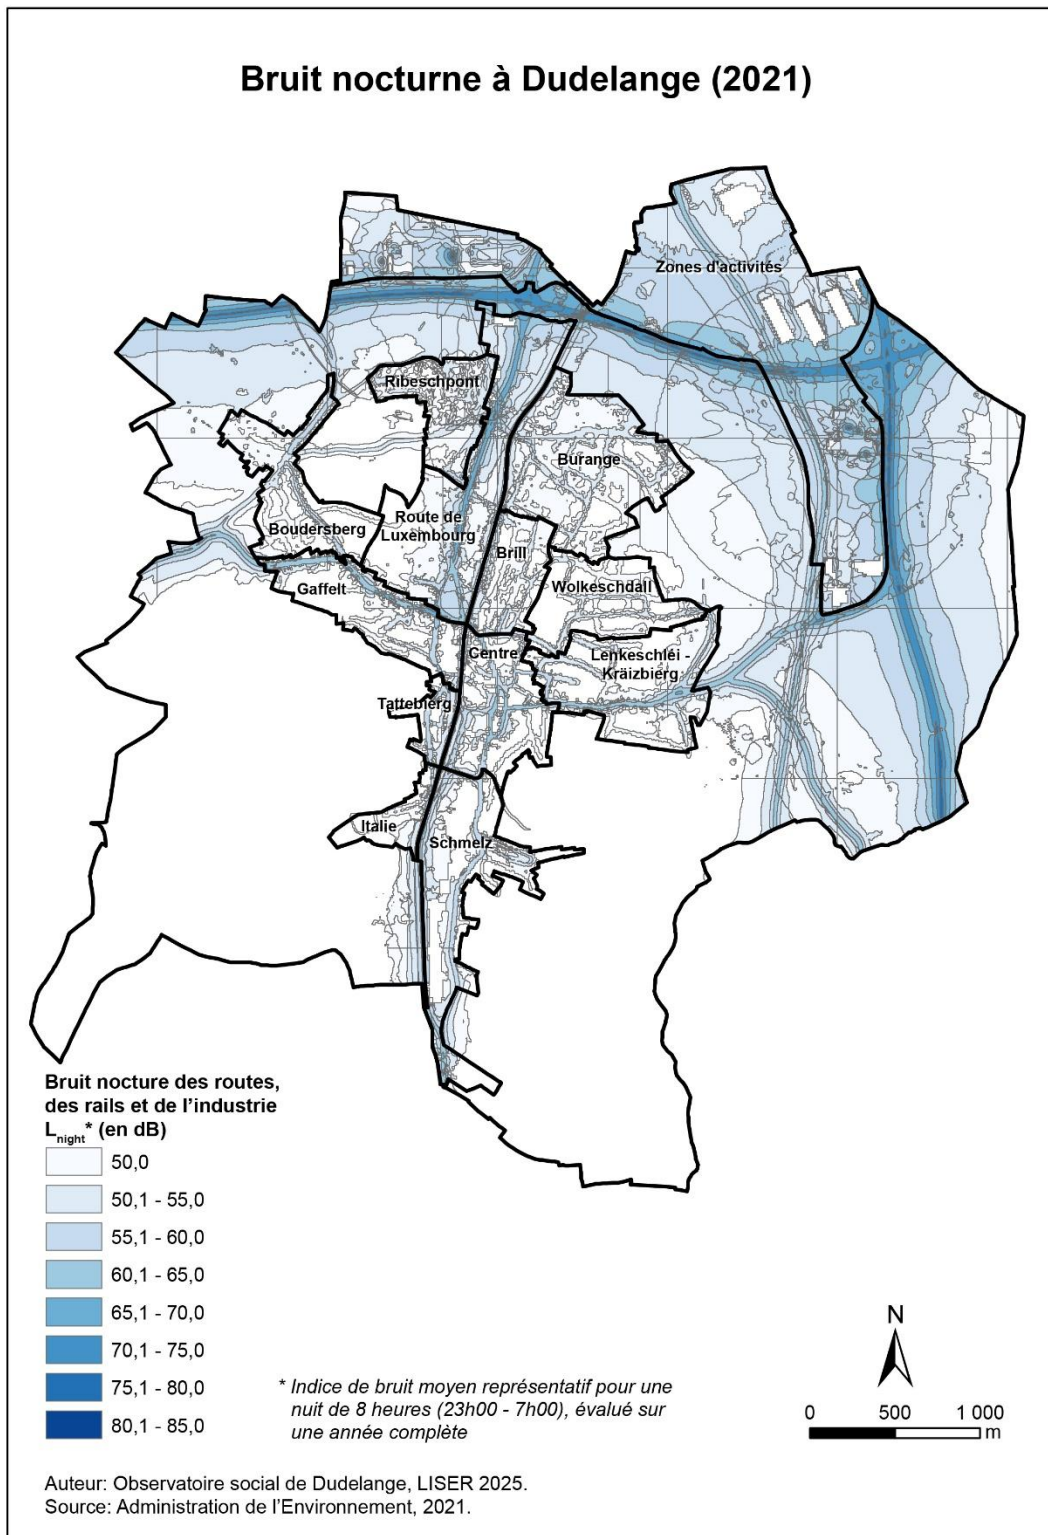 Bruit nocturne à Dudelange (2021)
Zones d'activités
Ribeschpont
Burange
Route de
Luxembourg
Boudersberg
Brill
Gaffelt
Wolkeschdall
Centre
Lenkeschléi -
Kräizbierg
Tattebierg
Italie
Schmelz
Bruit nocture des routes,
des rails et de l'industrie
Lnight* (en dB)
50,0
50,1 - 55,0
55,1 - 60,0
60,1 - 65,0
65,1 - 70,0
70,1 - 75,0
75,1 - 80,0
80,1 - 85,0
* Indice de bruit moyen représentatif pour une
nuit de 8 heures (23h00 - 7h00), évalué sur
une année complète
N
0 500 1 000
m
Auteur: Observatoire social de Dudelange, LISER 2025.
Source: Administration de l'Environnement, 2021.